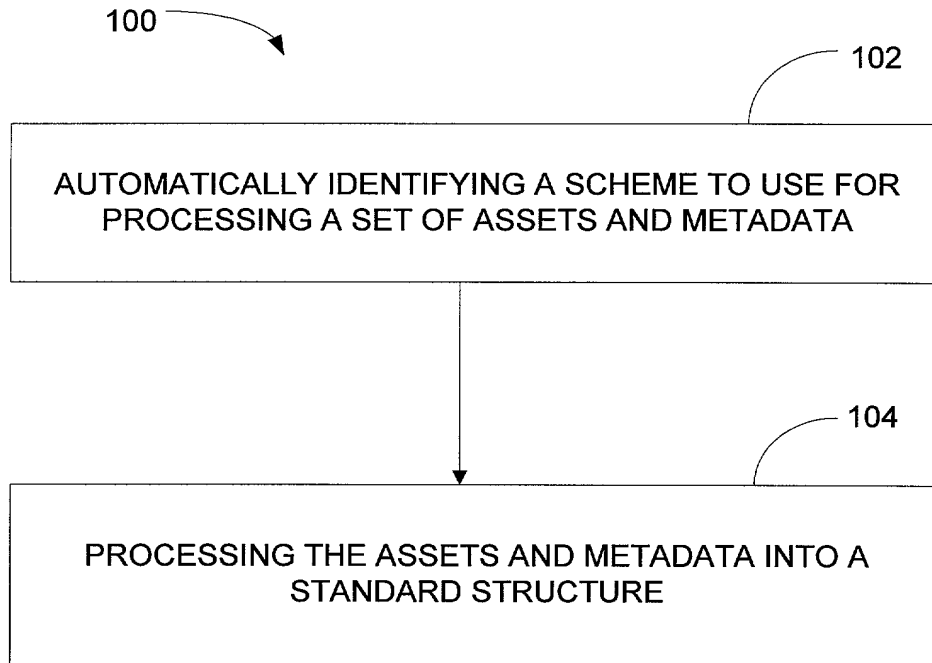 100
102
AUTOMATICALLY IDENTIFYING A SCHEME TO USE FOR
PROCESSING A SET OF ASSETS AND METADATA
104
PROCESSING THE ASSETS AND METADATA INTO A
STANDARD STRUCTURE